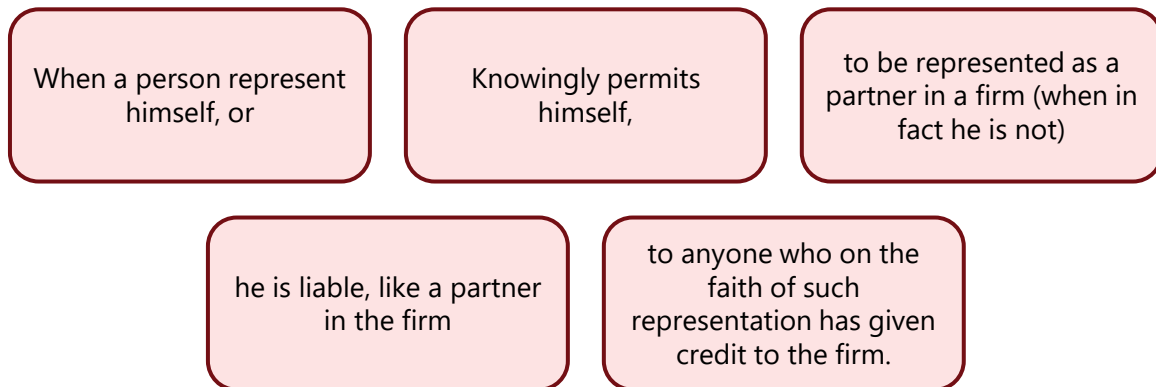 When a person represent
himself, or
Knowingly permits
himself,
to be represented as a
partner in a firm (when in
fact he is not)
he is liable, like a partner
in the firm
to anyone who on the
faith of such
representation has given
credit to the firm.